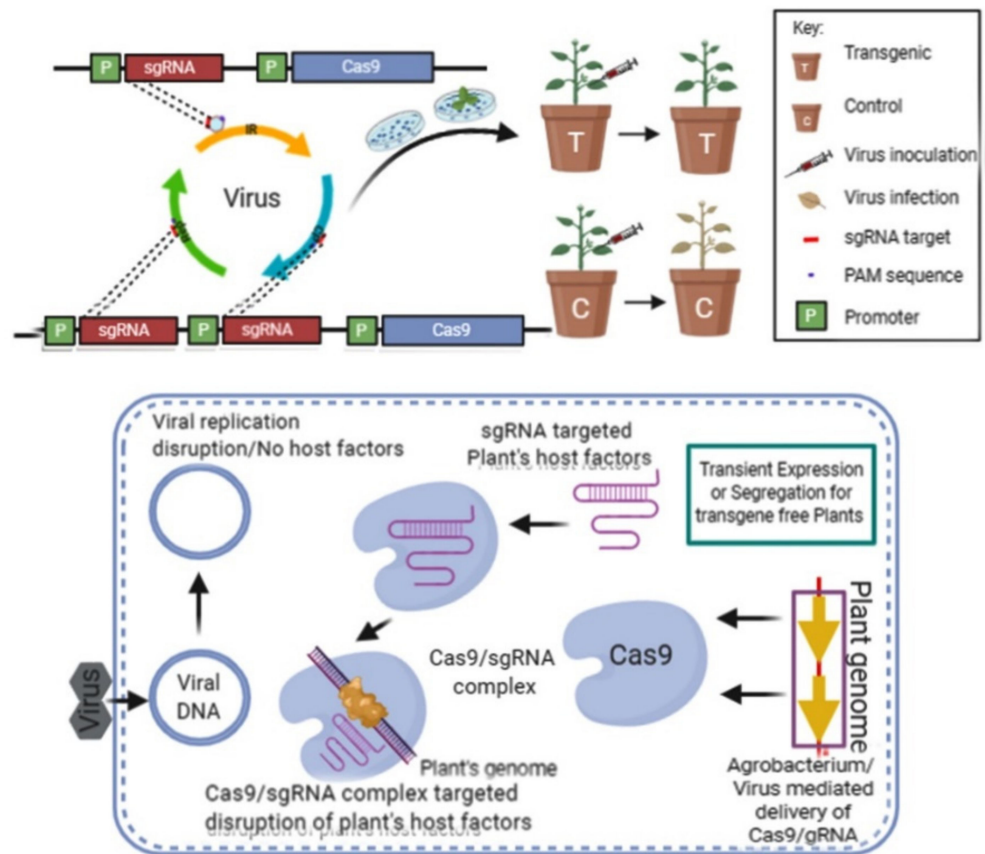 P sgRNA P Cas9
IR
Virus
P sgRNA P sgRNA P Cas9
T
T
C
C
Key:
T Transgenic
C Control
Virus inoculation
Virus infection
sgRNA target
PAM sequence
P Promoter
Viral replication
disruption/No host factors
sgRNA targeted
Plant's host factors
Transient Expression
or Segregation for
transgene free Plants
Plant genome
Cas9
Cas9/sgRNA
complex
Virus
Viral
DNA
Plant's genome
Cas9/sgRNA complex targeted
disruption of plant's host factors
Agrobacterium/
Virus mediated
delivery of
Cas9/gRNA